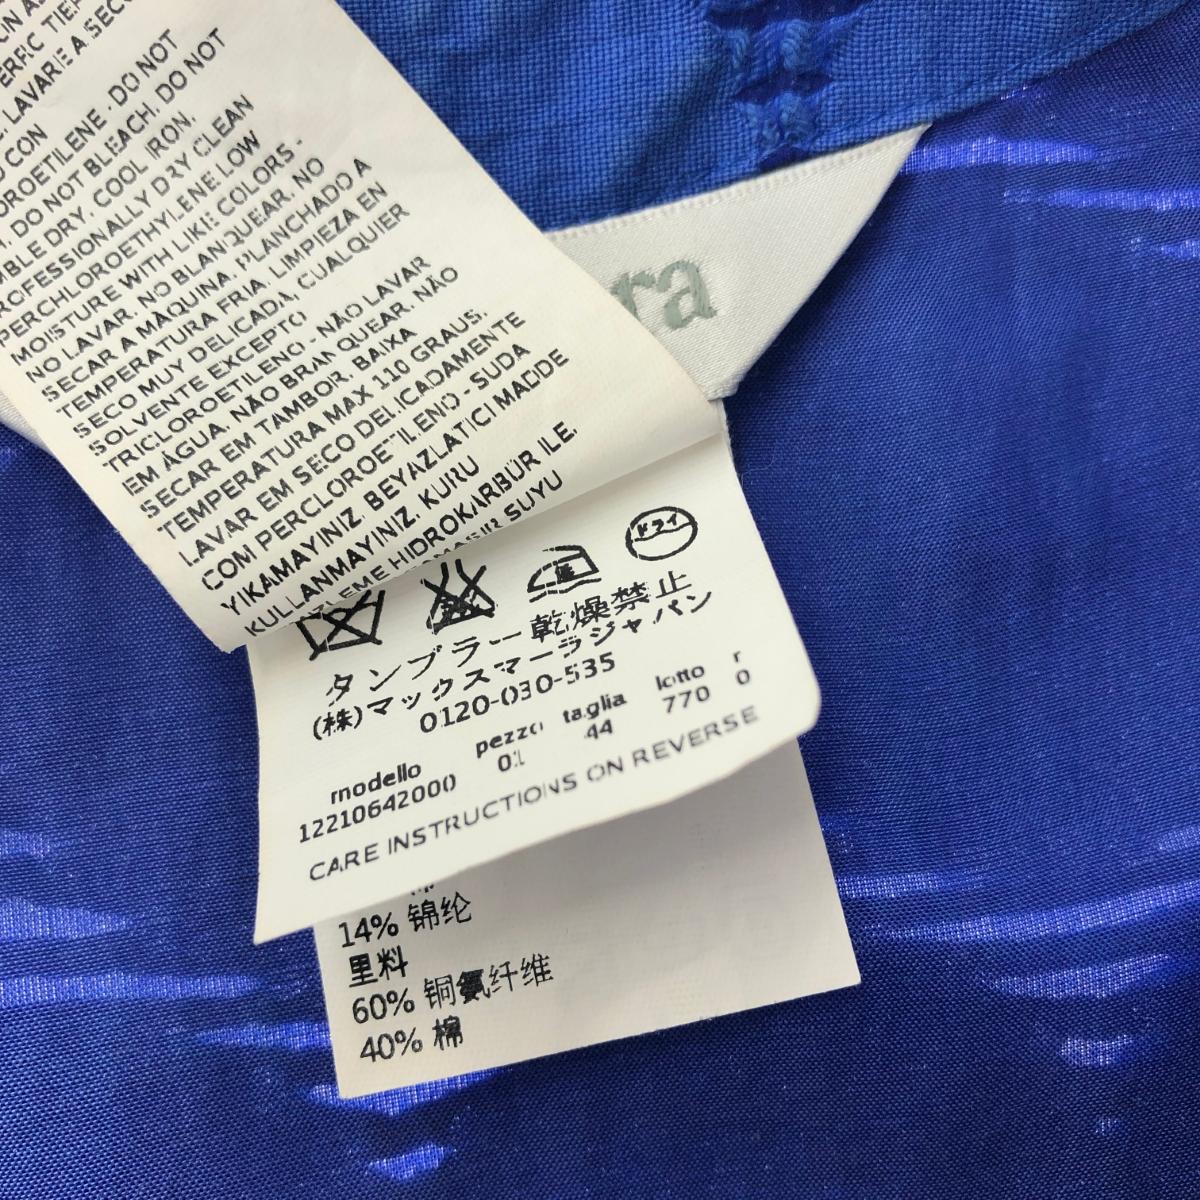 CON
OROETILENE - DO NOT
DO NOT BLEACH. DO NOT
DRY. COOL IRON.
PROFESSIONALLY DRY CLEAN
PERCHLOROETHYLENE. LOW
MOISTURE WITH LIKE COLORS -
NO LAVAR. NO BLANQUEAR. NO
SECAR A MAQUINA. PLANCHADO A
TEMPERATURA FRIA. LIMPIEZA EN
SECO MUY DELICADA, CUALQUIER
SOLVENTE EXCEPTO
TRICLOROETILENO - NÃO LAVAR
EM ÁGUA. NÃO BRANQUEAR. NÃO
SECAR EM TAMBOR. BAIXA
TEMPERATURA MAX 110 GRAUS.
LAVAR EM SECO DELICADAMENTE
COM PERCLOROETILENO - SUDA
YIKAMAYINIZ. BEYAZLATICI MADDE
KULLANMAYINIZ. KURU
HIDROKARBÜR ILE,
SUYU
ra
ドライ
タンブラー乾燥禁止
(株)マックスマーラジャパン
0120-030-535
modello pezzo taglia lotto r
12210642000 01 44 770 0
CARE INSTRUCTIONS ON REVERSE
14% 锦纶
里料
60% 铜氨纤维
40% 棉